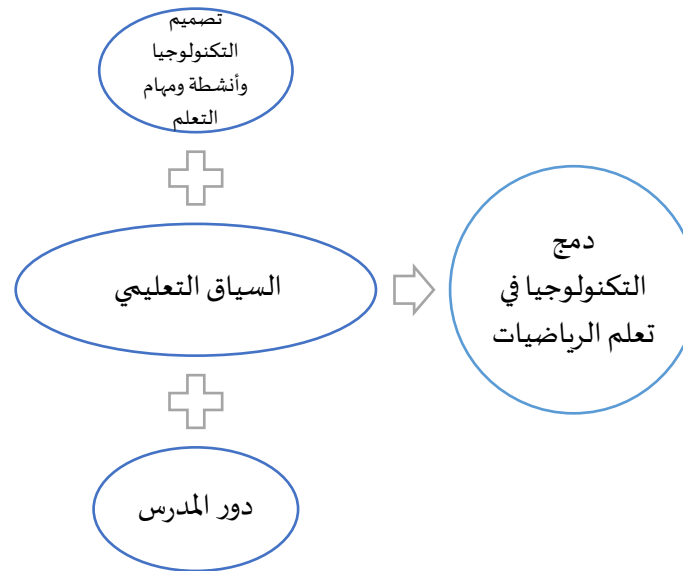 تصميم
التكنولوجيا
وأنشطة ومهام
التعلم
السياق التعليمي
دور المدرس
دمج
التكنولوجيا في
تعلم الرياضيات